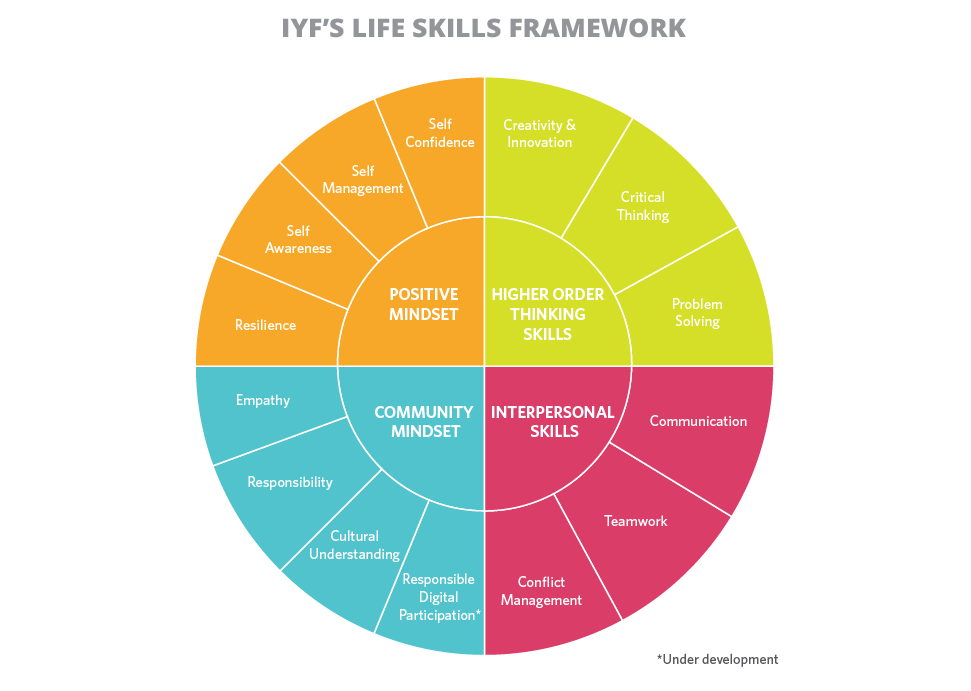 IYF'S LIFE SKILLS FRAMEWORK
Self
Confidence
Self
Management
Self
Awareness
Resilience
POSITIVE
MINDSET
Creativity &
Innovation
Critical
Thinking
Problem
Solving
HIGHER ORDER
THINKING
SKILLS
Empathy
Responsibility
Cultural
Understanding
Responsible
Digital
Participation*
COMMUNITY
MINDSET
INTERPERSONAL
SKILLS
Communication
Teamwork
Conflict
Management
*Under development